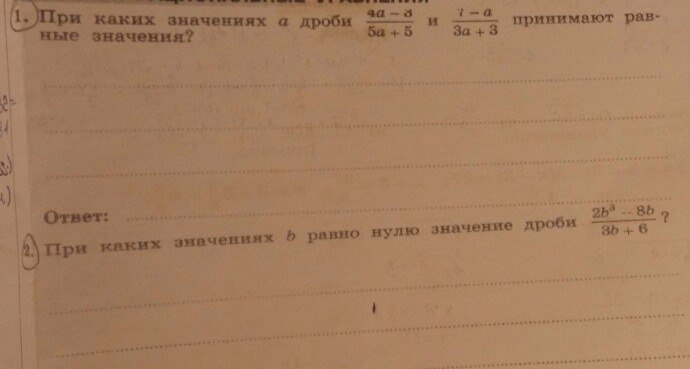 1. При каких значениях a дроби (4a – 6)/(5a + 5) и (7 – a)/(3a + 3) принимают рав-
ные значения?
Ответ:
2. При каких значениях b равно нулю значение дроби (2b³ – 8b)/(3b + 6)?